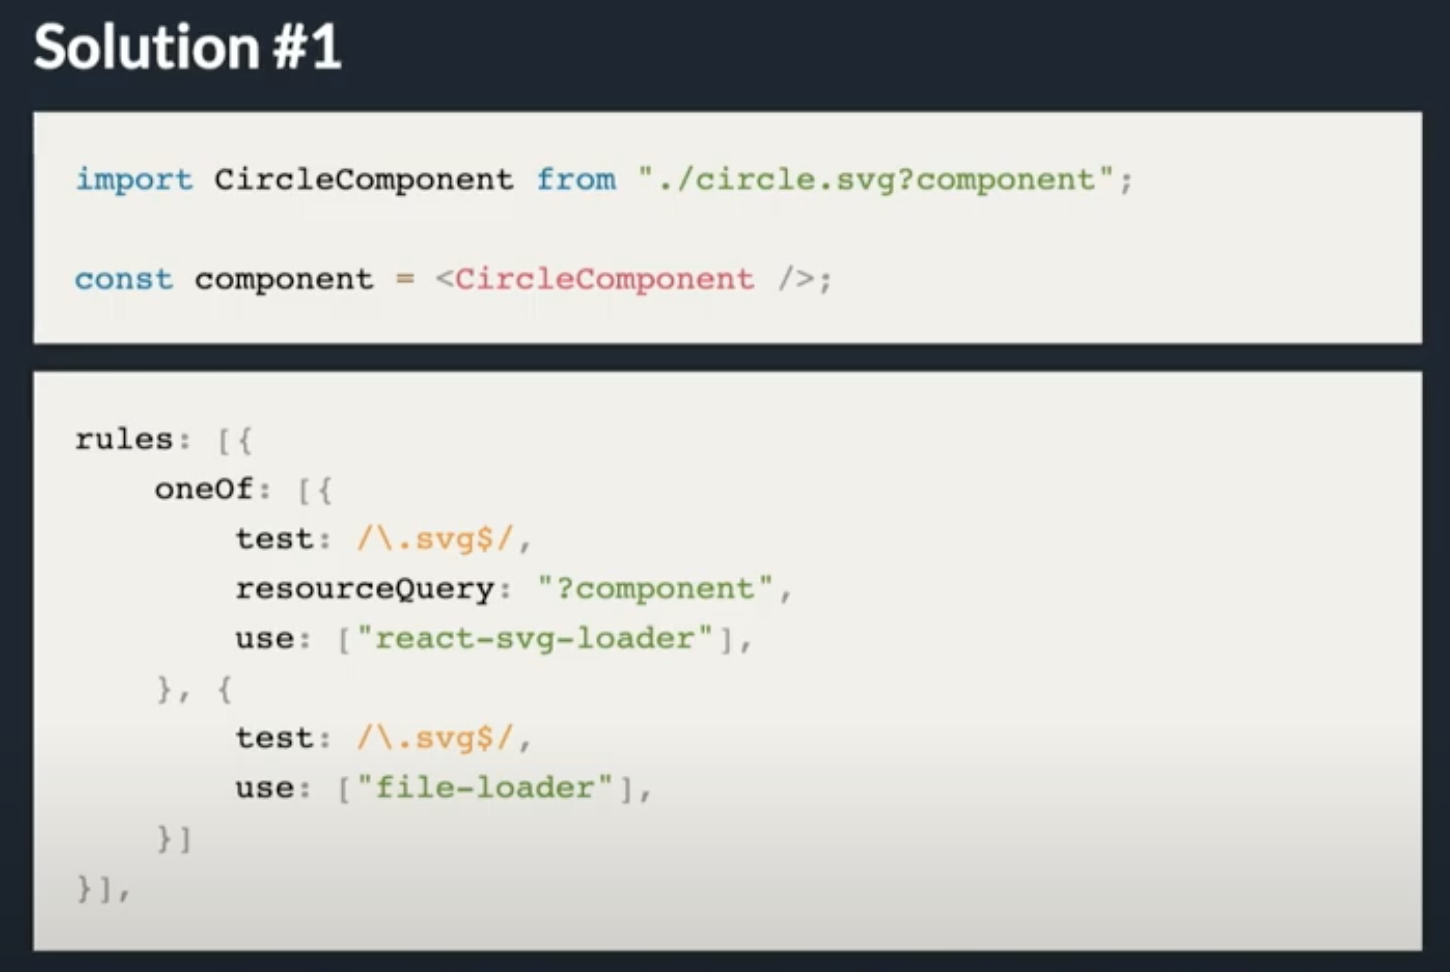 Solution #1
import CircleComponent from "./circle.svg?component";
const component = <CircleComponent />;
rules: [{
oneOf: [{
test: /\.svg$/,
resourceQuery: "?component",
use: ["react-svg-loader"],
}, {
test: /\.svg$/,
use: ["file-loader"],
}]
}],